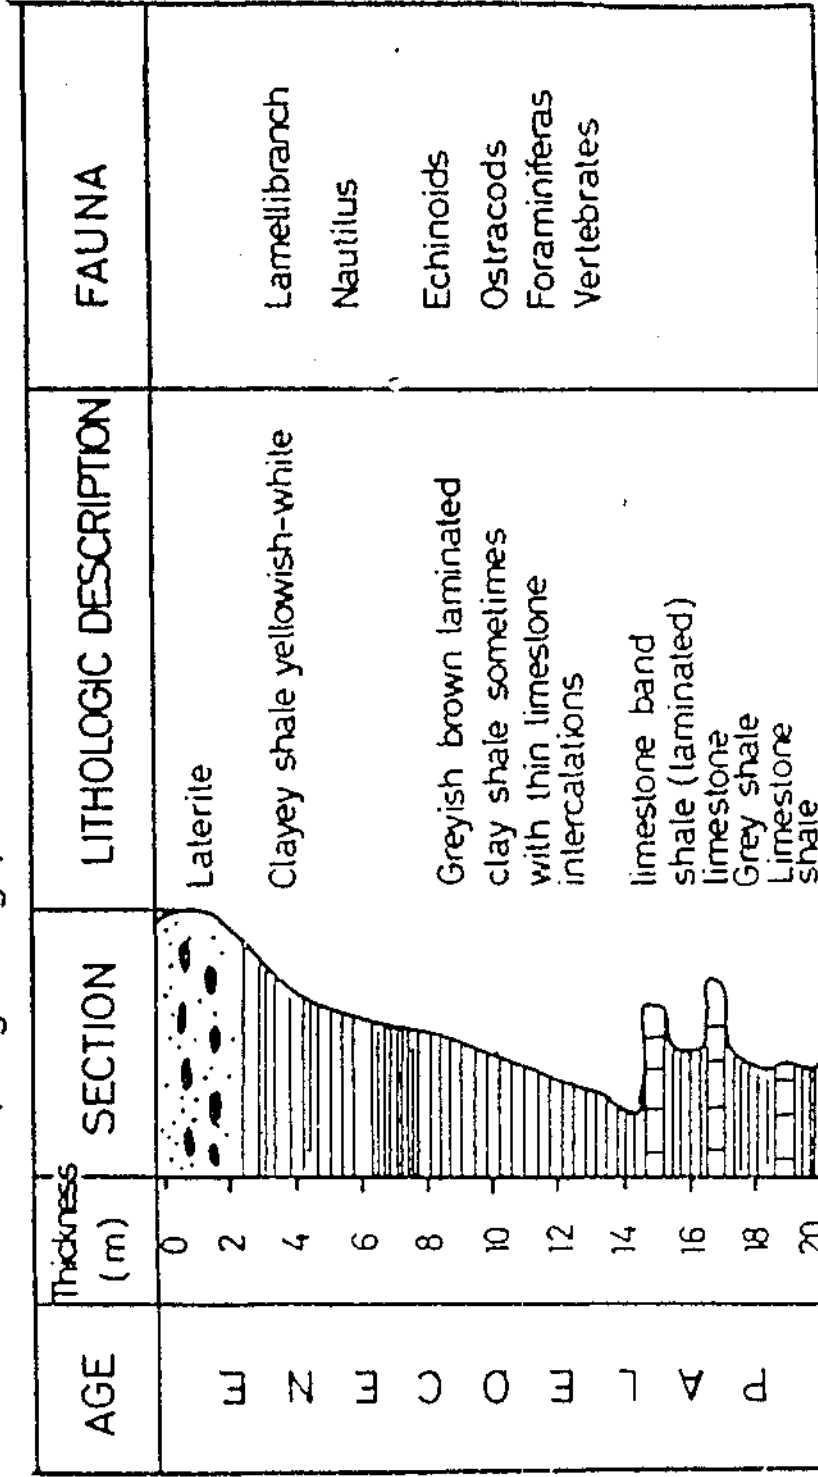 AGE
Thickness
(m)
SECTION
LITHOLOGIC DESCRIPTION
FAUNA
PALEOCENE
0
2
4
6
8
10
12
14
16
18
20
Laterite
Clayey shale yellowish-white
Greyish brown laminated
clay shale sometimes
with thin limeslone
intercalations
limestone band
shale (laminated)
limestone
Grey shale
Limestone
shale
Lamellibranch
Nautilus
Echinoids
Ostracods
Foraminiferas
Vertebrates